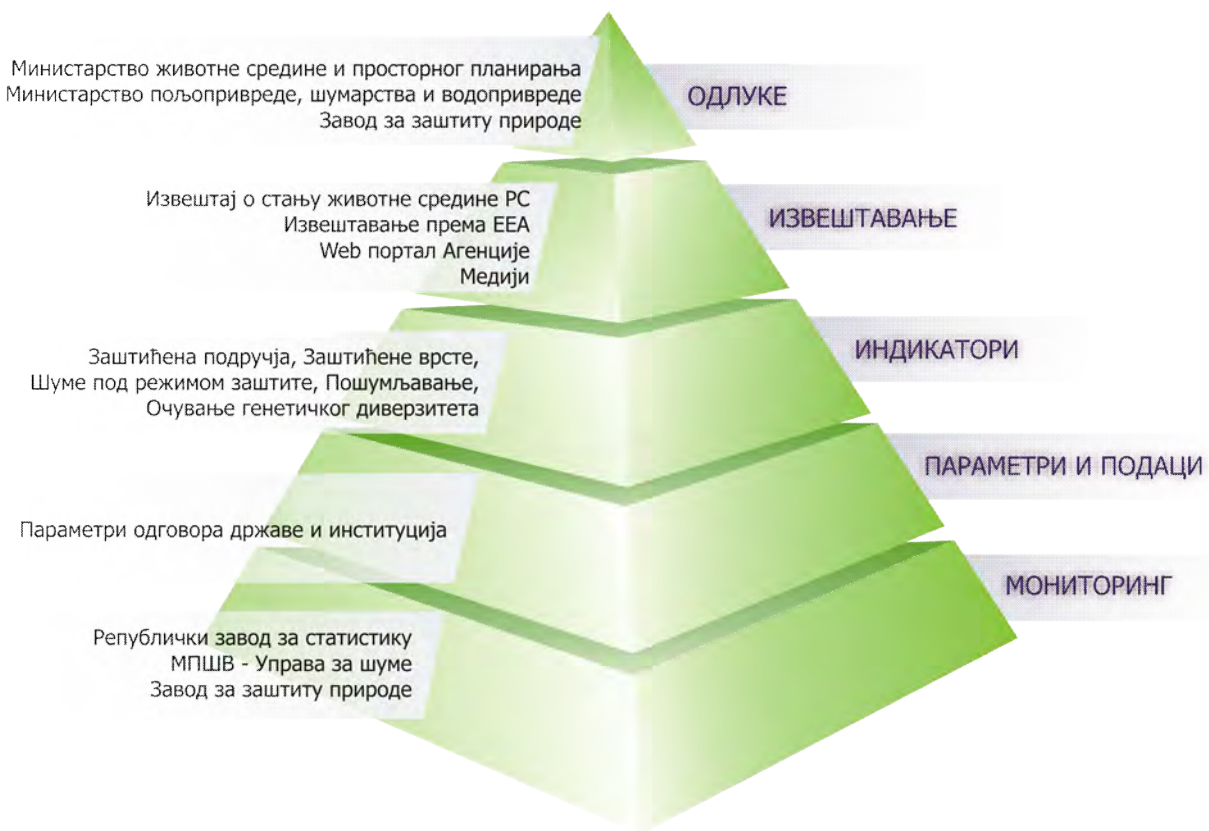 Министарство животне средине и просторног планирања
Министарство пољопривреде, шумарства и водопривреде
Завод за заштиту природе
ОДЛУКЕ
Извештај о стању животне средине РС
Извештавање према ЕЕА
Web портал Агенције
Медији
ИЗВЕШТАВАЊЕ
Заштићена подручја, Заштићене врсте,
Шуме под режимом заштите, Пошумљавање,
Очување генетичког диверзитета
ИНДИКАТОРИ
Параметри одговора државе и институција
ПАРАМЕТРИ И ПОДАЦИ
Републички завод за статистику
МПШВ - Управа за шуме
Завод за заштиту природе
МОНИТОРИНГ